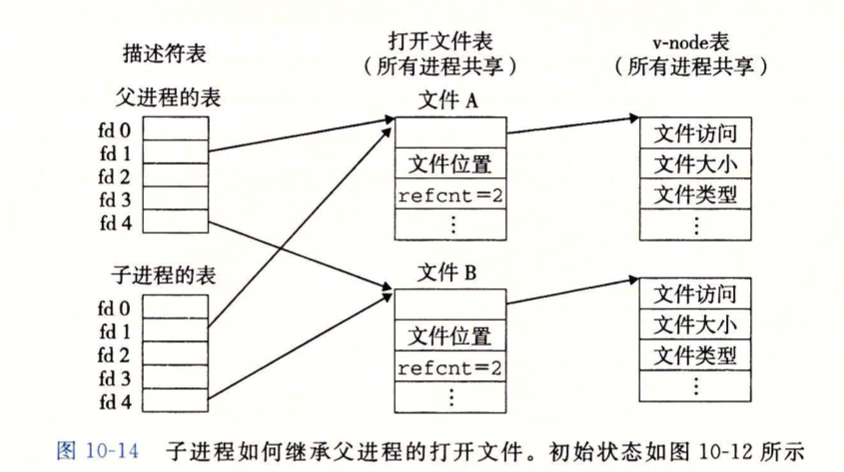 描述符表
打开文件表
(所有进程共享)
v-node表
(所有进程共享)
父进程的表
fd 0
fd 1
fd 2
fd 3
fd 4
文件 A
文件位置
refcnt=2
⋮
文件访问
文件大小
文件类型
⋮
子进程的表
fd 0
fd 1
fd 2
fd 3
fd 4
文件 B
文件位置
refcnt=2
⋮
文件访问
文件大小
文件类型
⋮
图 10-14 子进程如何继承父进程的打开文件。初始状态如图 10-12 所示